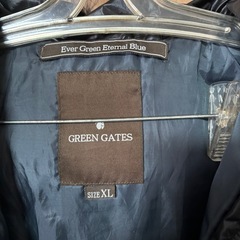 Ever Green Eternal Blue
GREEN GATES
SIZE XL